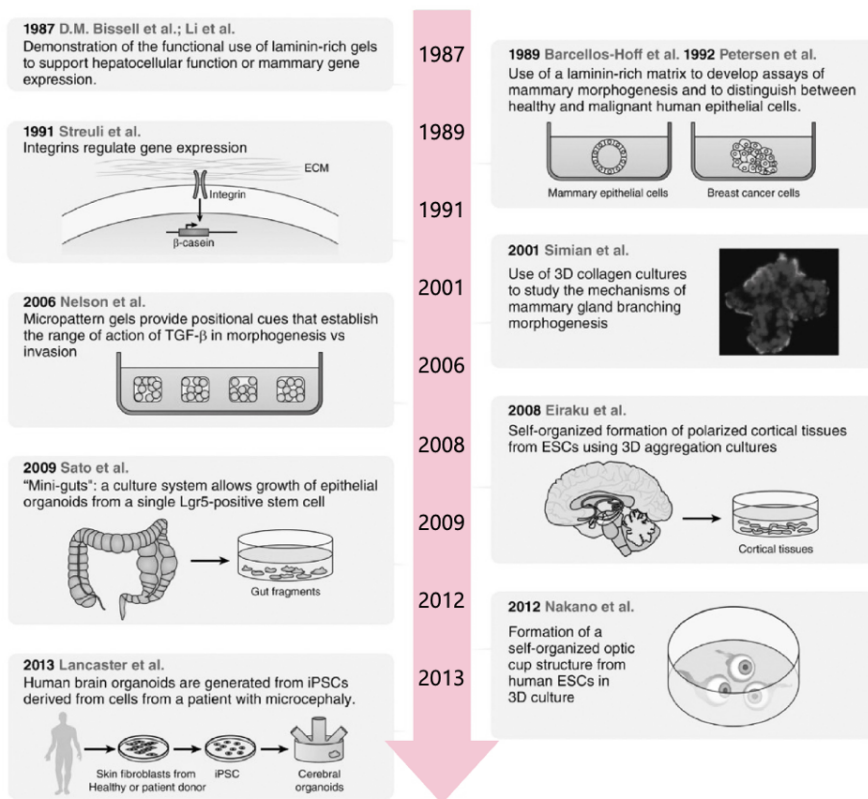 1987 D.M. Bissell et al.; Li et al.
Demonstration of the functional use of laminin-rich gels
to support hepatocellular function or mammary gene
expression.
1987
1989 Barcellos-Hoff et al. 1992 Petersen et al.
Use of a laminin-rich matrix to develop assays of
mammary morphogenesis and to distinguish between
healthy and malignant human epithelial cells.
Mammary epithelial cells
Breast cancer cells
1989
1991 Streuli et al.
Integrins regulate gene expression
ECM
Integrin
β-casein
1991
2001 Simian et al.
Use of 3D collagen cultures
to study the mechanisms of
mammary gland branching
morphogenesis
2001
2006 Nelson et al.
Micropattern gels provide positional cues that establish
the range of action of TGF-β in morphogenesis vs
invasion
2006
2008 Eiraku et al.
Self-organized formation of polarized cortical tissues
from ESCs using 3D aggregation cultures
Cortical tissues
2008
2009 Sato et al.
“Mini-guts”: a culture system allows growth of epithelial
organoids from a single Lgr5-positive stem cell
Gut fragments
2009
2012 Nakano et al.
Formation of a
self-organized optic
cup structure from
human ESCs in
3D culture
2012
2013 Lancaster et al.
Human brain organoids are generated from iPSCs
derived from cells from a patient with microcephaly.
Skin fibroblasts from
Healthy or patient donor
iPSC
Cerebral
organoids
2013